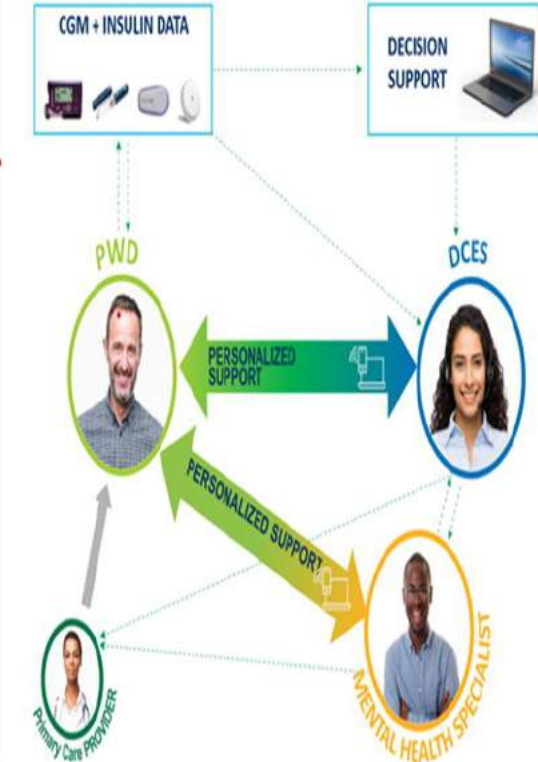 CGM + INSULIN DATA
DECISION
SUPPORT
PWD
DCES
PERSONALIZED
SUPPORT
PERSONALIZED SUPPORT
Primary Care PROVIDER
MENTAL HEALTH SPECIALIST